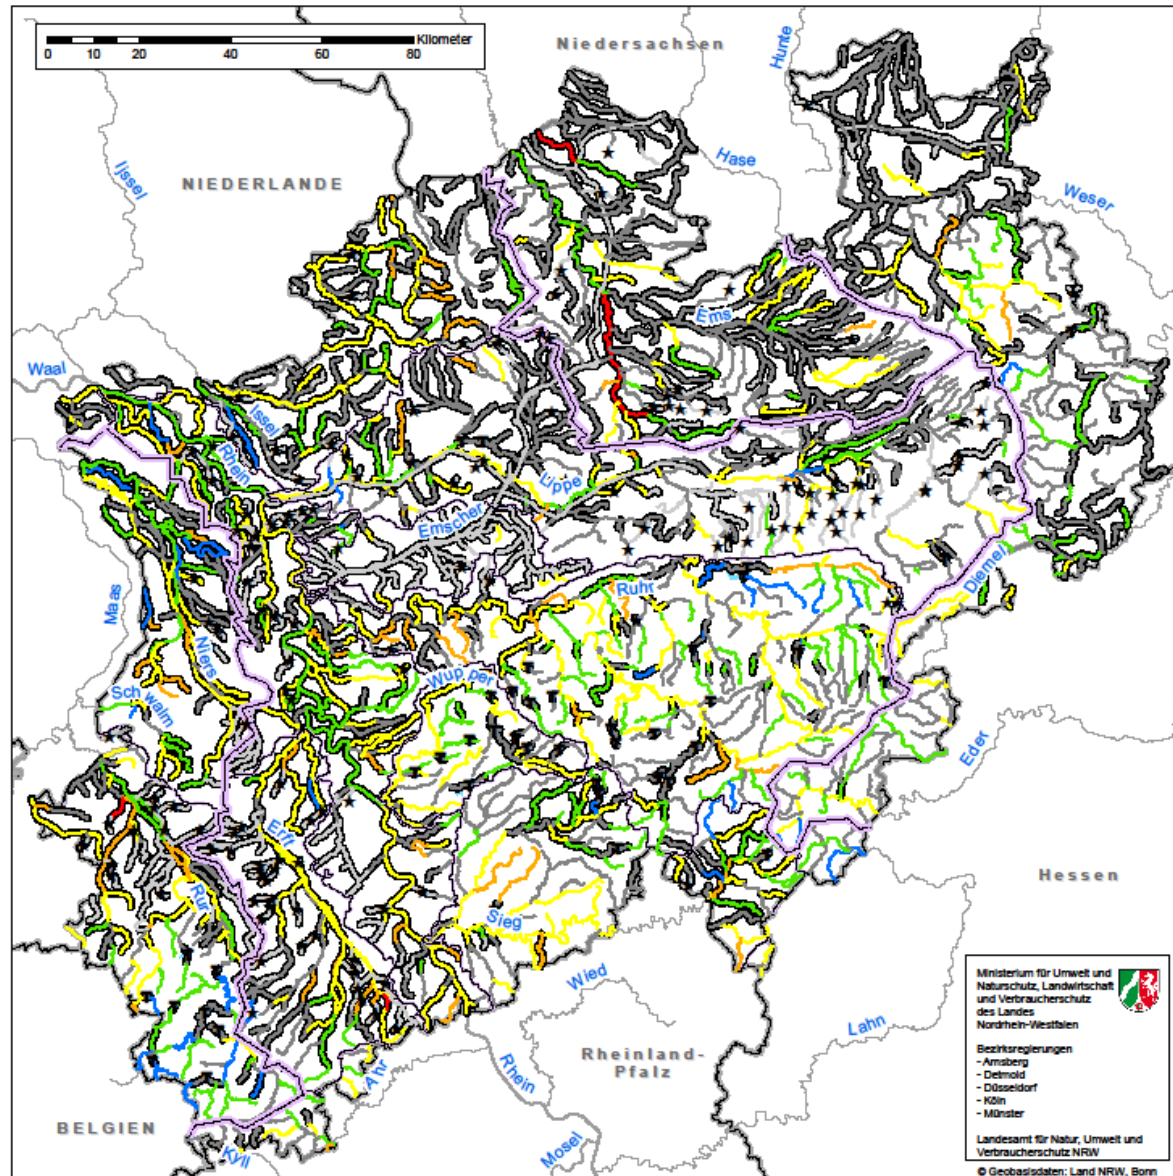 Kilometer
0 5 10 20 40 60 80
Niedersachsen
Hunte
Hase
Ijssel
NIEDERLANDE
Weser
Ems
Waal
Issel
Rhein
Lippe
Emscher
Maas
Ruhr
Diemel
Niers
Wupper
Schwalm
Eder
Erft
Hessen
Rur
Sieg
Wied
Lahn
Rheinland-
Pfalz
Rhein
Ahr
BELGIEN
Kyll
Mosel
Ministerium für Umwelt und
Naturschutz, Landwirtschaft
und Verbraucherschutz
des Landes
Nordrhein-Westfalen
Bezirksregierungen
- Arnsberg
- Detmold
- Düsseldorf
- Köln
- Münster
Landesamt für Natur, Umwelt und
Verbraucherschutz NRW
© Geobasisdaten: Land NRW, Bonn